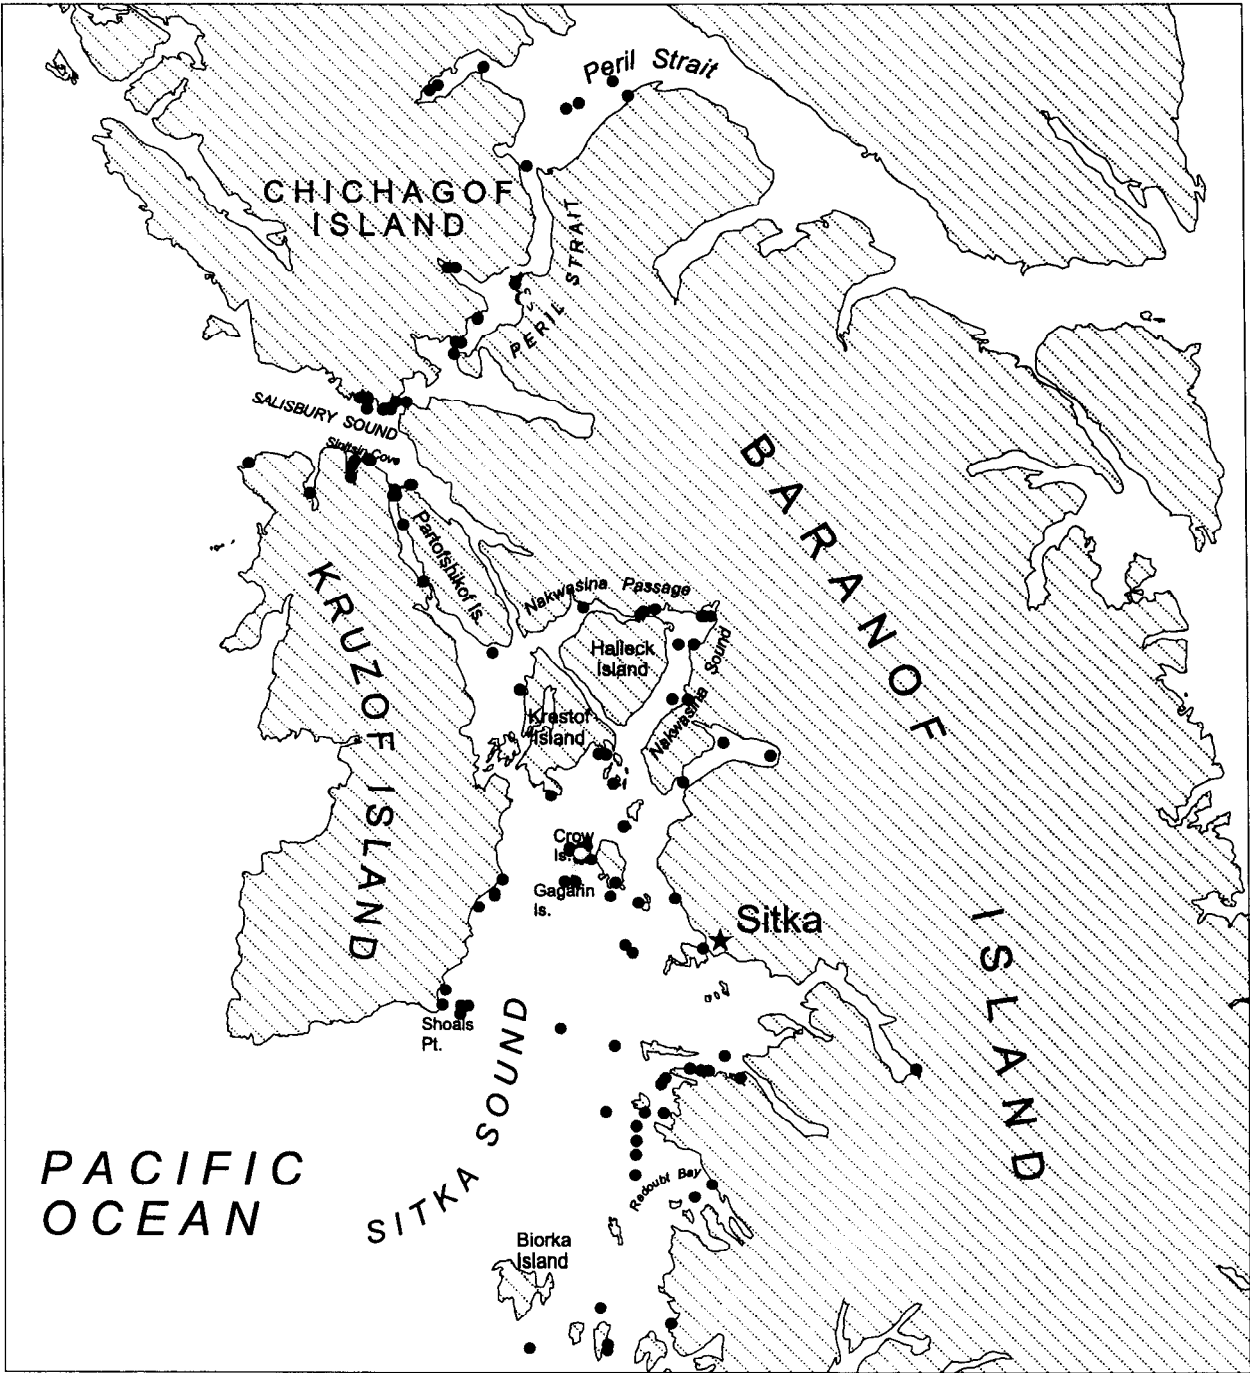 Peril Strait
CHICHAGOF
ISLAND
PERIL STRAIT
SALISBURY SOUND
Sinitsin Cove
Partofshikof Is.
Nakwasina Passage
Halleck
Island
Nakwasina Sound
Krestof
Island
KRUZOF ISLAND
BARANOF ISLAND
Crow
Is.
Gagarin
Is.
Sitka
Shoals
Pt.
SITKA SOUND
PACIFIC
OCEAN
Redoubt Bay
Biorka
Island